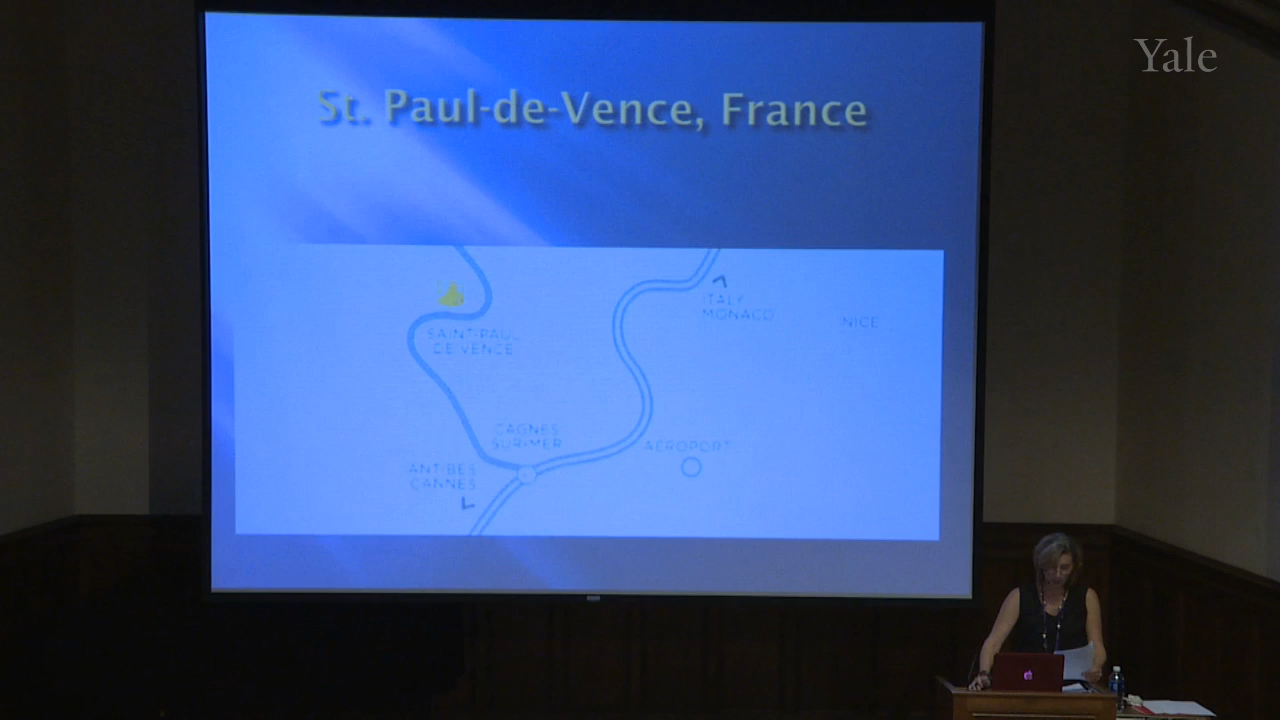 Yale
St. Paul-de-Vence, France
ITALY
MONACO
NICE
SAINT-PAUL
DE VENCE
CAGNES
SUR-MER
AEROPORT
ANTIBES
CANNES